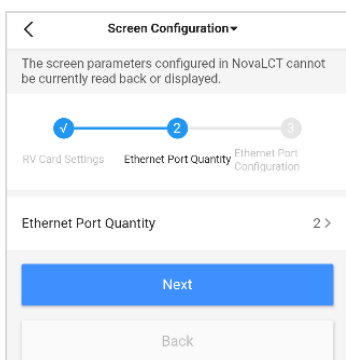 Screen Configuration
The screen parameters configured in NovaLCT cannot
be currently read back or displayed.
√ 2 3
RV Card Settings Ethernet Port Quantity Ethernet Port
Configuration
Ethernet Port Quantity 2 >
Next
Back